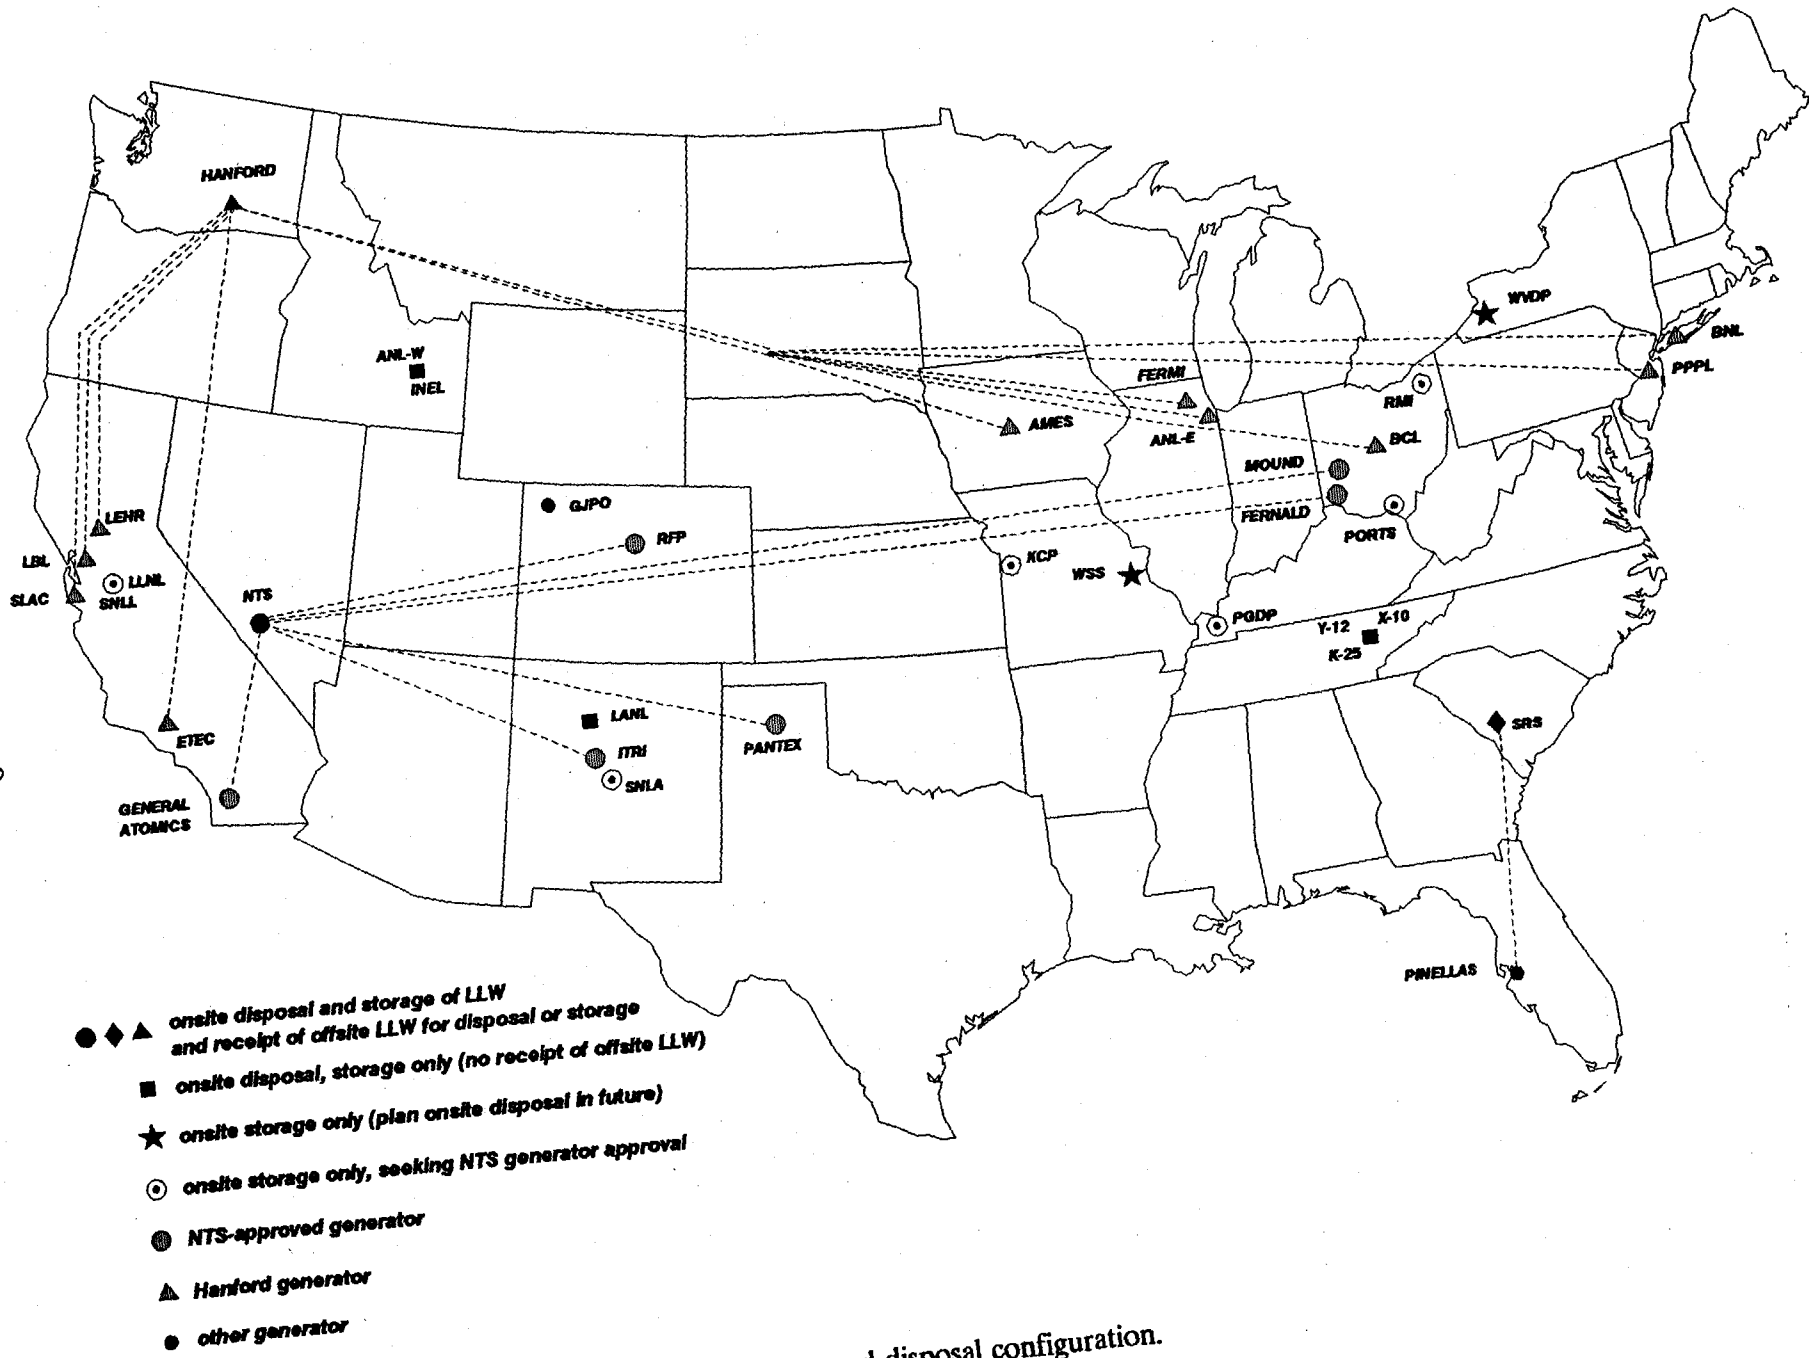 HANFORD
WVDP
BNL
ANL-W
INEL
FERMI
PPPL
RMI
AMES
ANL-E
BCL
MOUND
GJPO
FERNALD
LEHR
RFP
PORTS
LBL
KCP
WSS
LLNL
SNLL
SLAC
NTS
PGDP
X-10
Y-12
K-25
LANL
SRS
ETEC
ITRI
PANTEX
SNLA
GENERAL
ATOMICS
PINELLAS
onsite disposal and storage of LLW
and receipt of offsite LLW for disposal or storage
onsite disposal, storage only (no receipt of offsite LLW)
onsite storage only (plan onsite disposal in future)
onsite storage only, seeking NTS generator approval
NTS-approved generator
Hanford generator
other generator
disposal configuration.